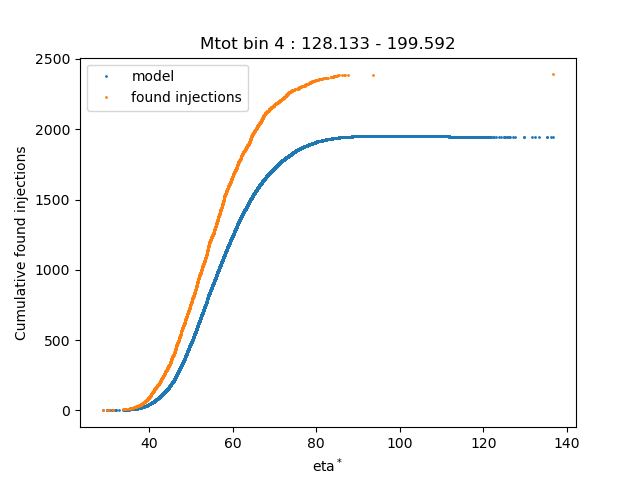 Mtot bin 4 : 128.133 - 199.592
model
found injections
Cumulative found injections
2500
2000
1500
1000
500
0
40 60 80 100 120 140
eta*